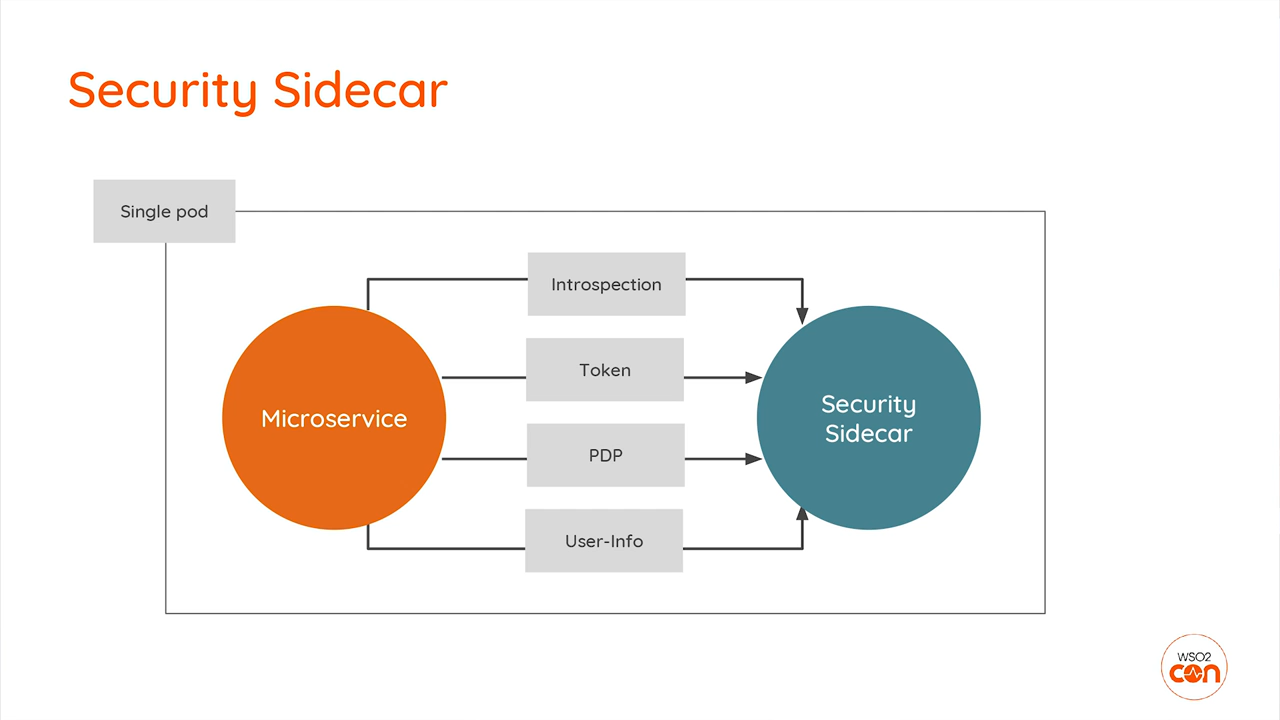 Security Sidecar
Single pod
Introspection
Token
Microservice
Security
Sidecar
PDP
User-Info
WSO2
con